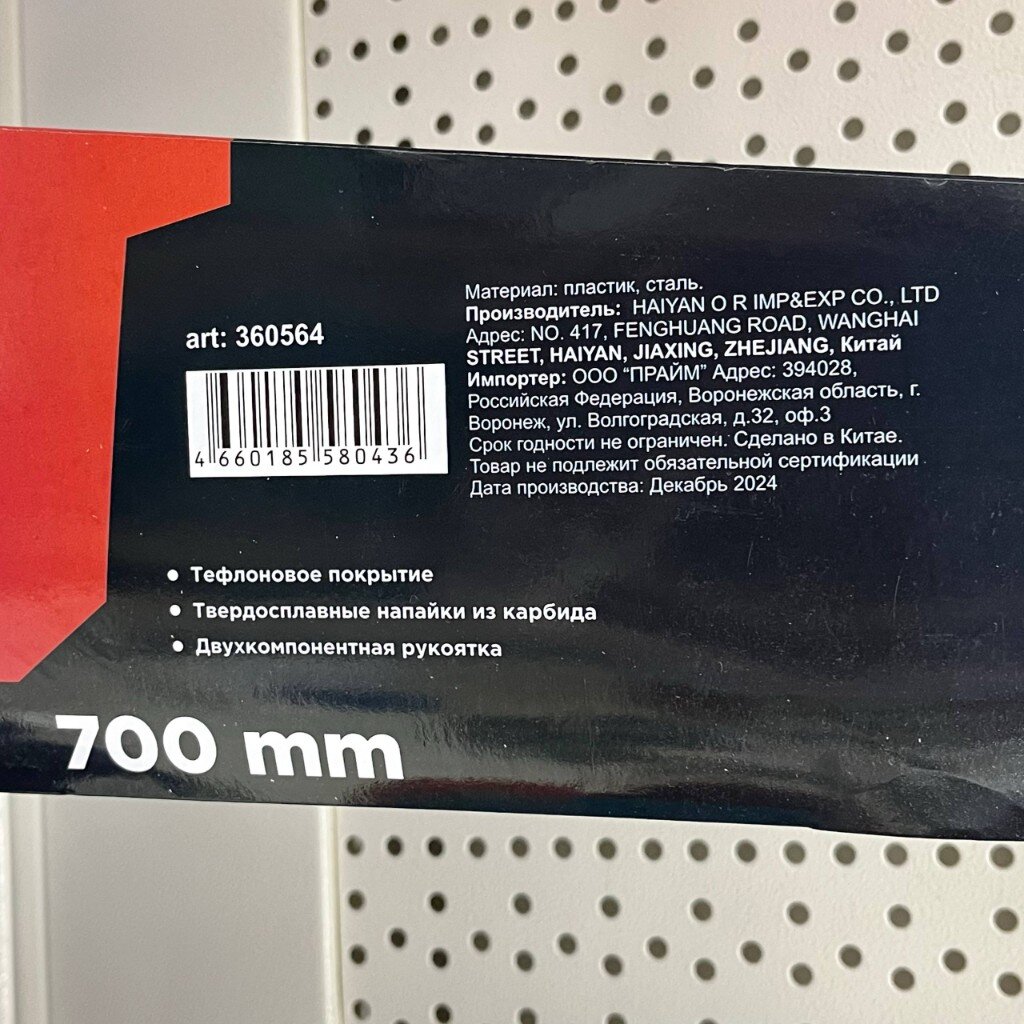 art: 360564
4 660185 580436
Материал: пластик, сталь.
Производитель: HAIYAN O R IMP&EXP CO., LTD
Адрес: NO. 417, FENGHUANG ROAD, WANGHAI
STREET, HAIYAN, JIAXING, ZHEJIANG, Китай
Импортер: ООО “ПРАЙМ” Адрес: 394028,
Российская Федерация, Воронежская область, г.
Воронеж, ул. Волгоградская, д.32, оф.3
Срок годности не ограничен. Сделано в Китае.
Товар не подлежит обязательной сертификации
Дата производства: Декабрь 2024
• Тефлоновое покрытие
• Твердосплавные напайки из карбида
• Двухкомпонентная рукоятка
700 mm